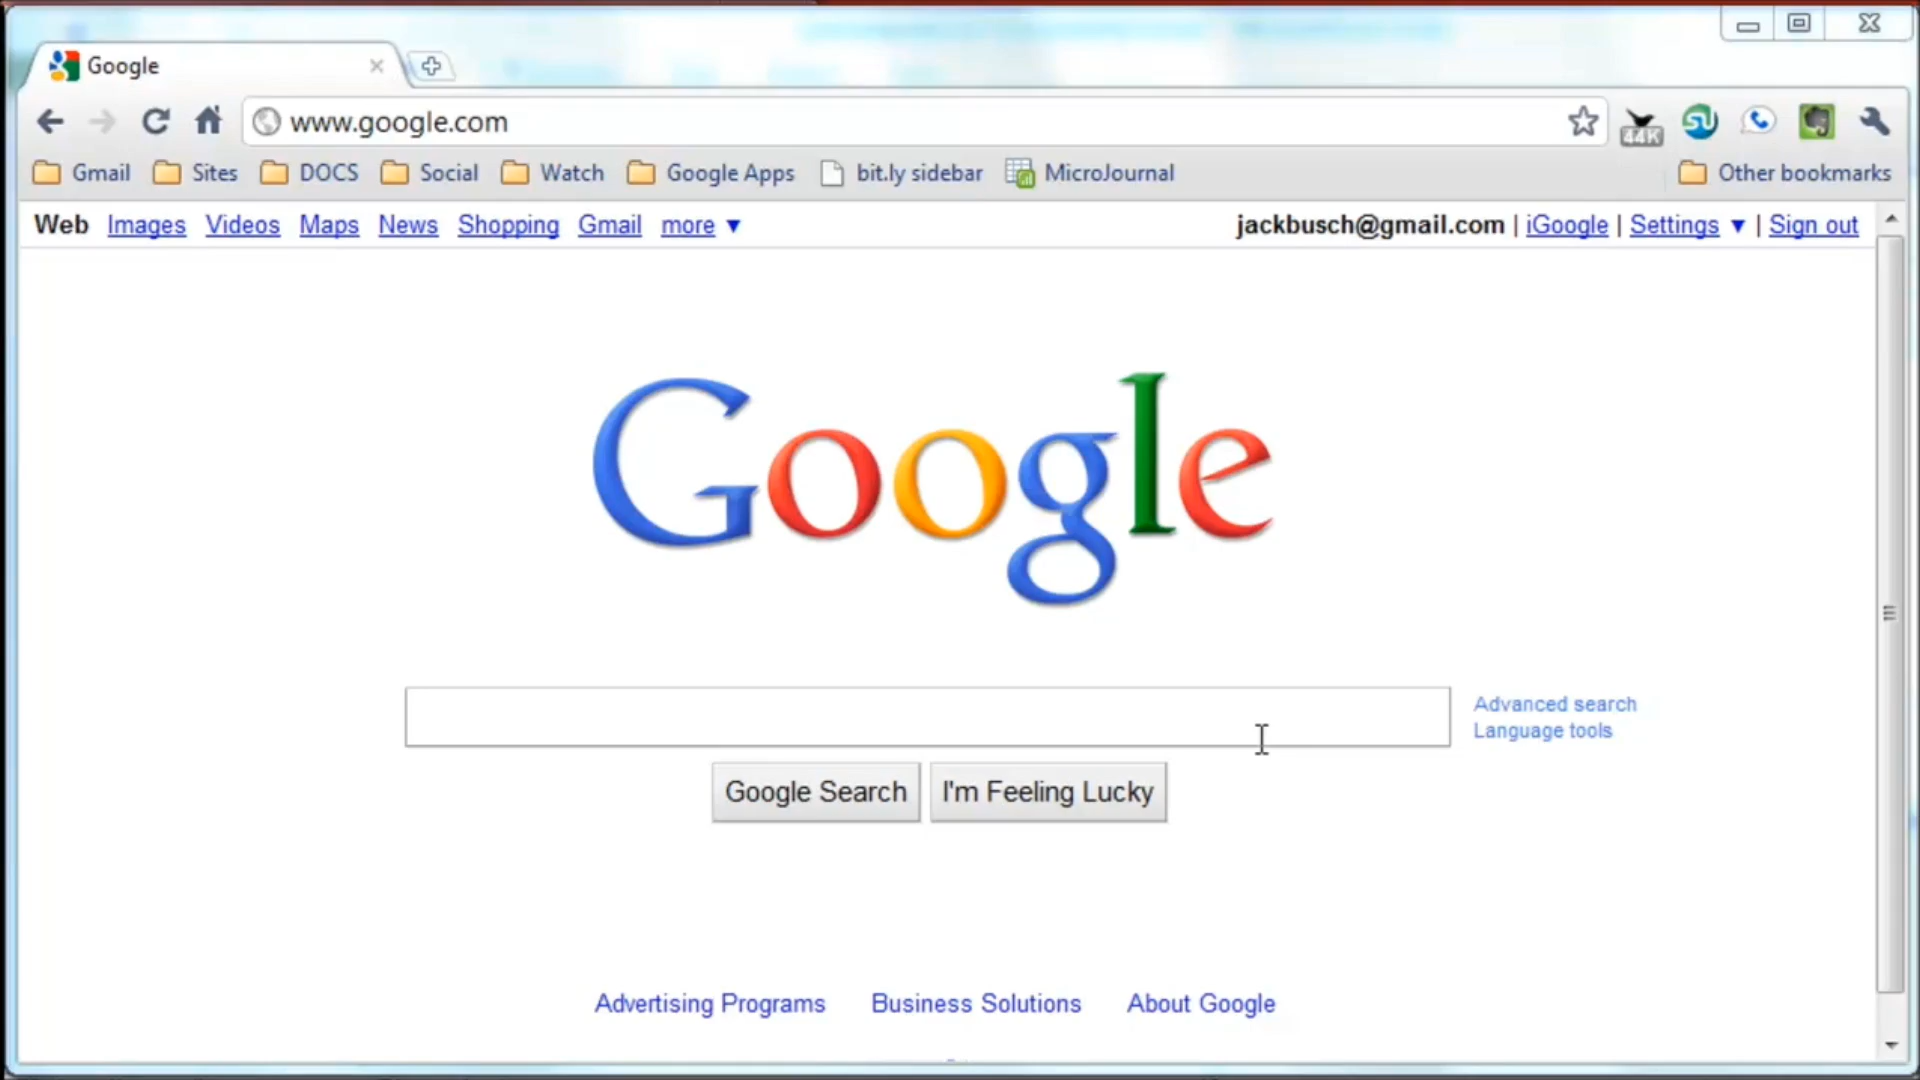 Google
www.google.com
44K
Gmail Sites DOCS Social Watch Google Apps bit.ly sidebar MicroJournal Other bookmarks
Web Images Videos Maps News Shopping Gmail more ▼ jackbusch@gmail.com | iGoogle | Settings ▼ | Sign out
Google
Advanced search
Language tools
Google Search I'm Feeling Lucky
Advertising Programs Business Solutions About Google